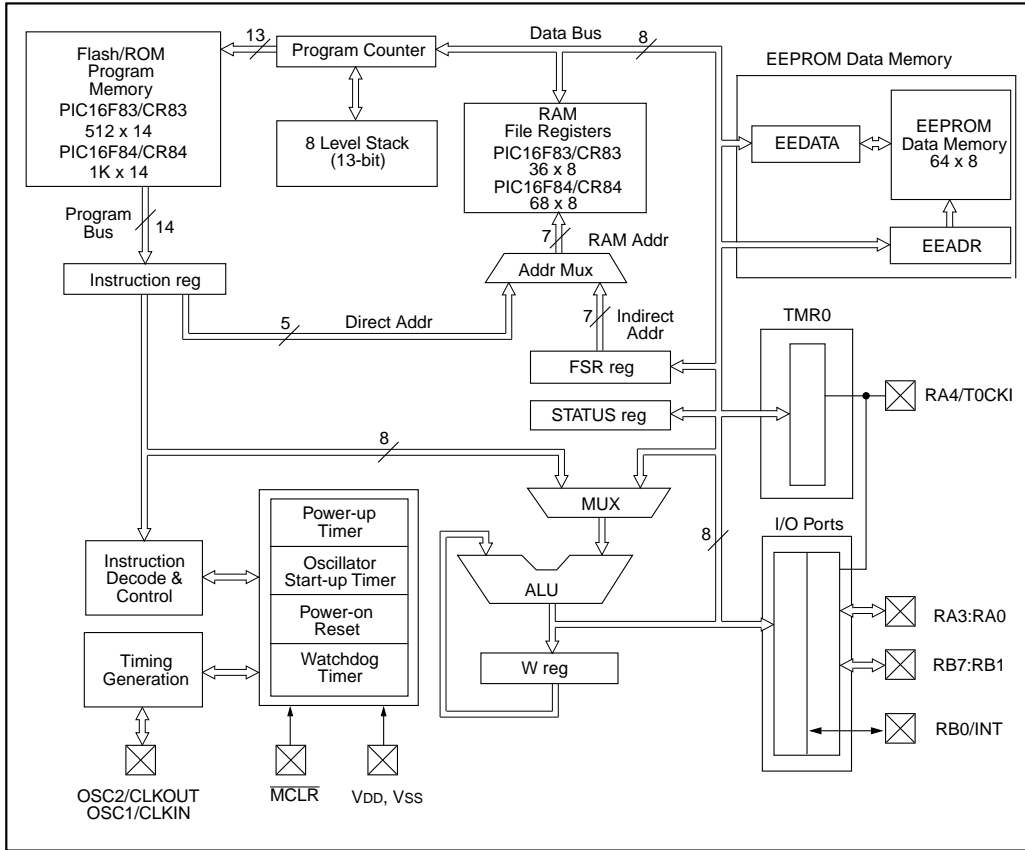 13
Flash/ROM
Program
Memory
PIC16F83/CR83
512 x 14
PIC16F84/CR84
1K x 14
Program Counter
8 Level Stack
(13-bit)
Data Bus
8
RAM
File Registers
PIC16F83/CR83
36 x 8
PIC16F84/CR84
68 x 8
EEPROM Data Memory
EEDATA
EEPROM
Data Memory
64 x 8
EEADR
Program
Bus
14
7
RAM Addr
Addr Mux
Instruction reg
5
Direct Addr
7
Indirect
Addr
FSR reg
STATUS reg
TMR0
RA4/T0CKI
8
MUX
8
I/O Ports
Power-up
Timer
Oscillator
Start-up Timer
Power-on
Reset
Watchdog
Timer
Instruction
Decode &
Control
Timing
Generation
ALU
W reg
RA3:RA0
RB7:RB1
RB0/INT
OSC2/CLKOUT
OSC1/CLKIN
MCLR
VDD, VSS